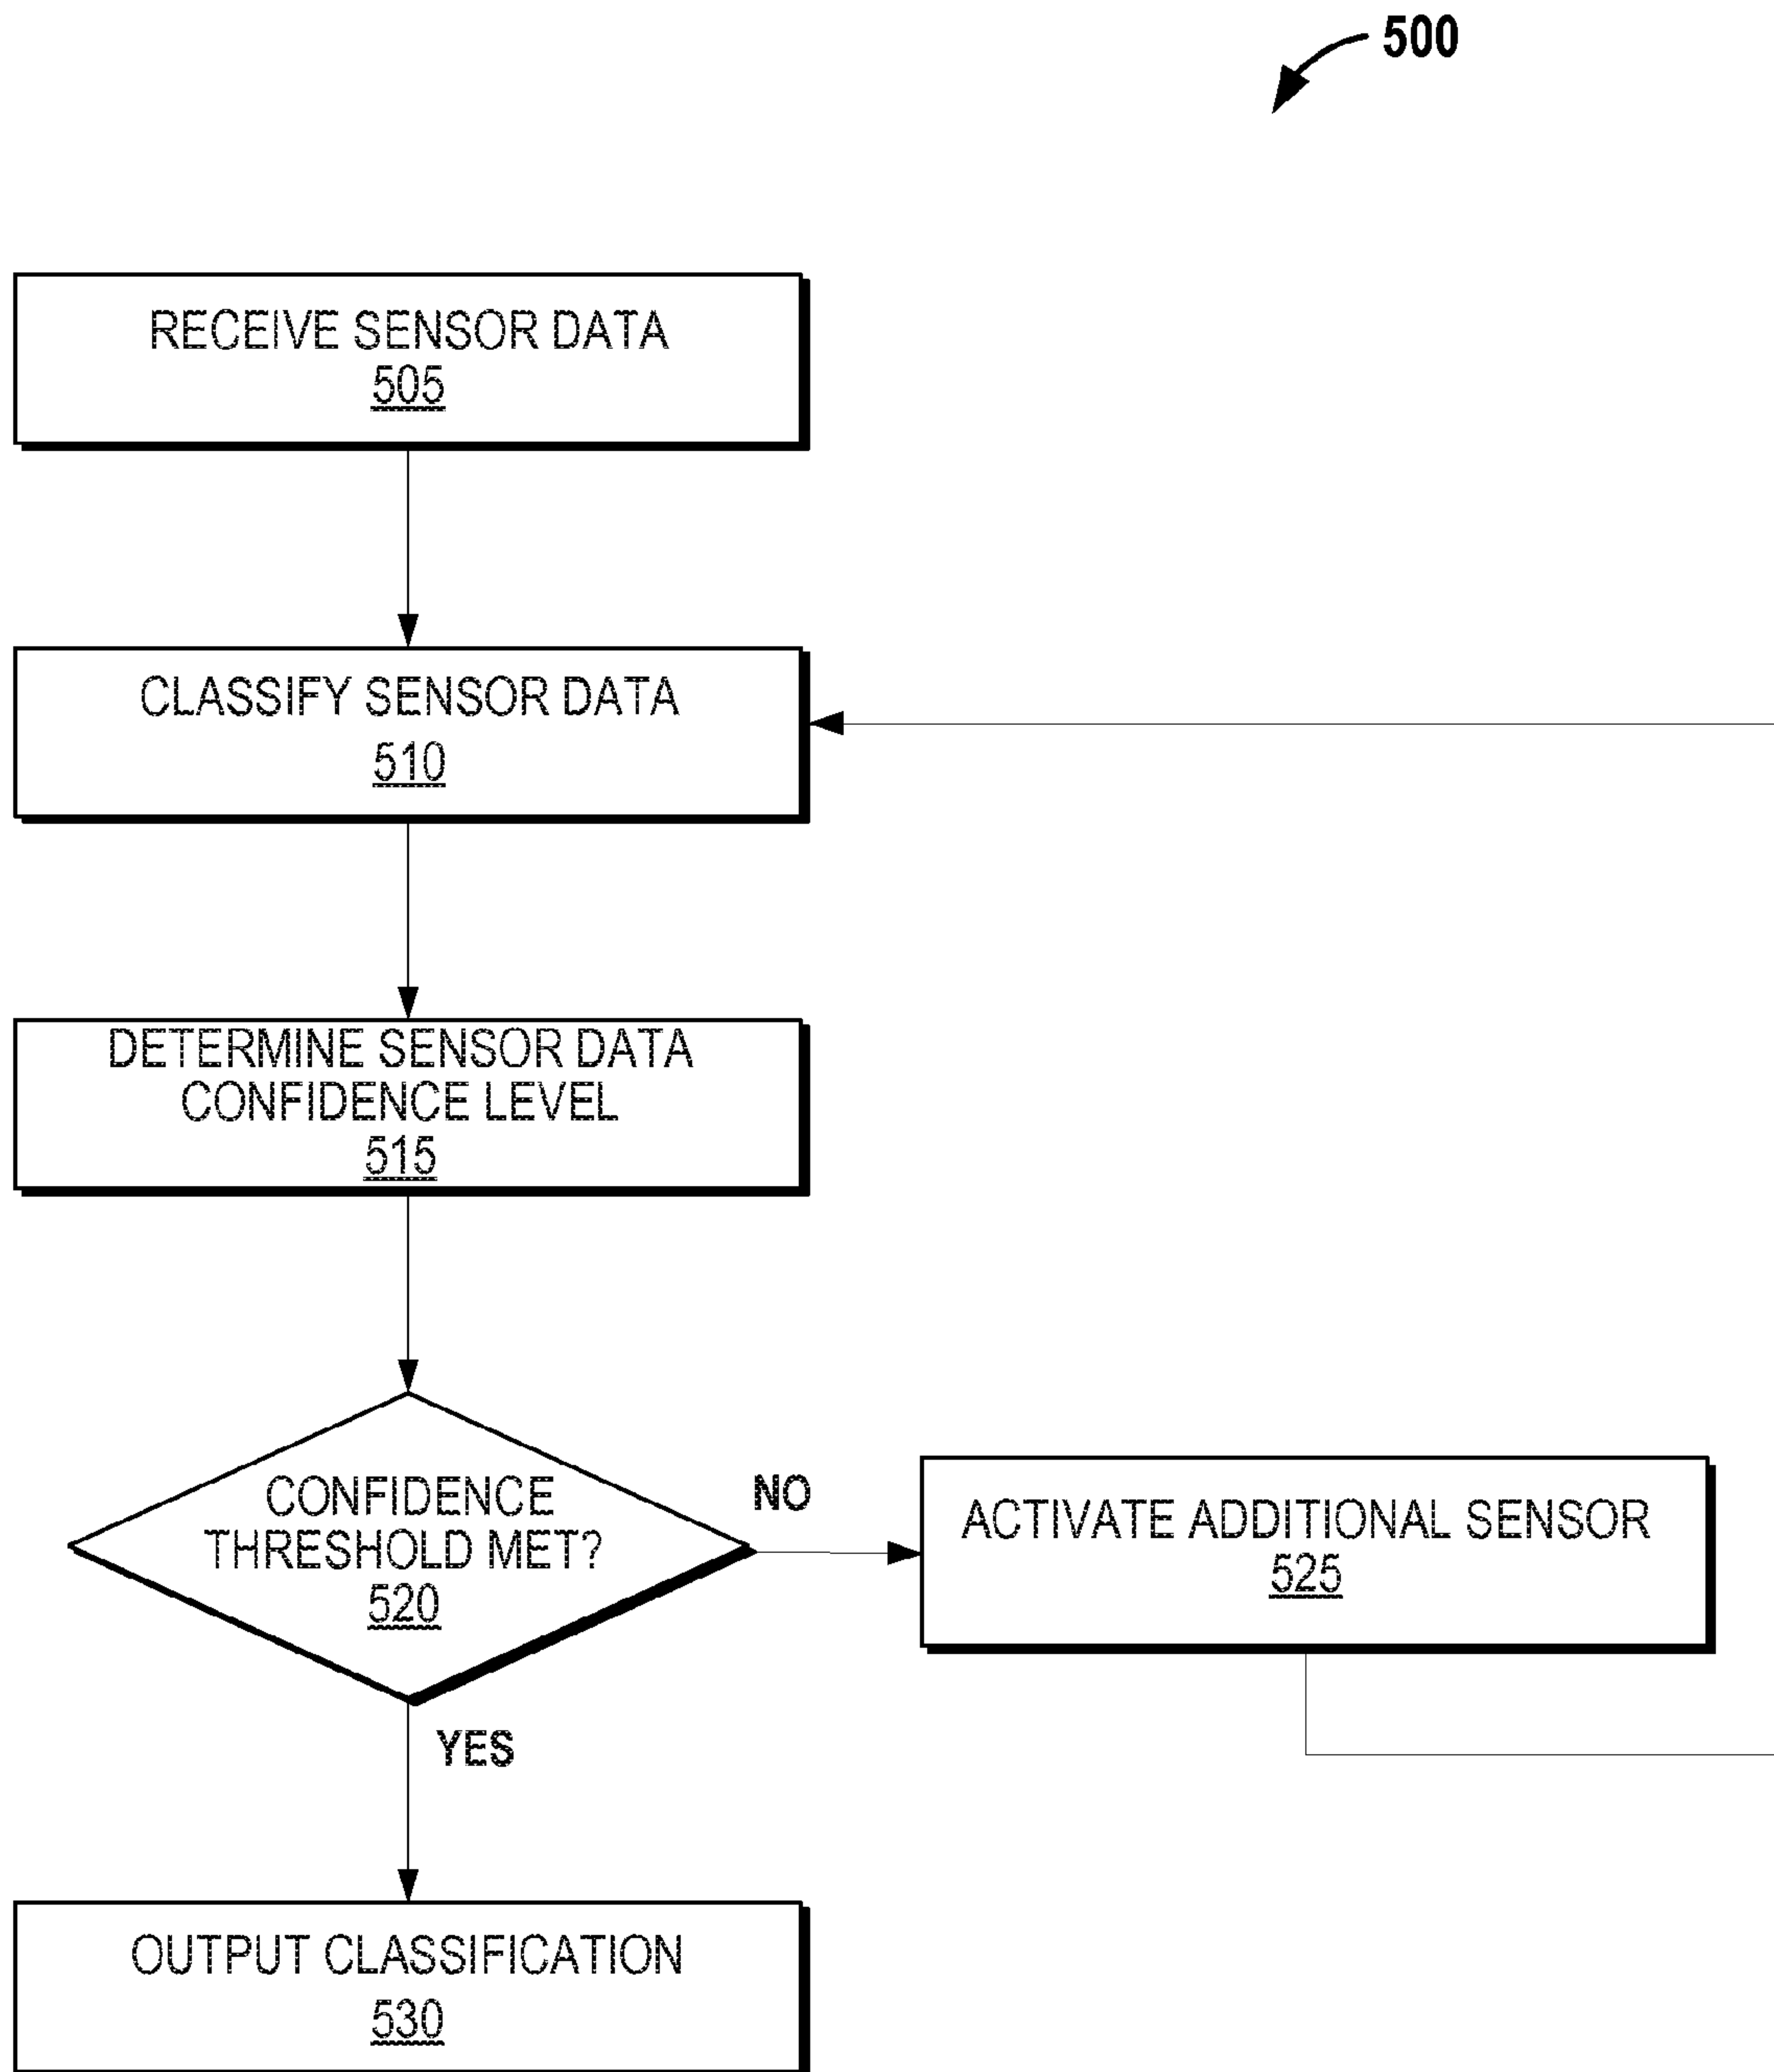 500
RECEIVE SENSOR DATA
505
CLASSIFY SENSOR DATA
510
DETERMINE SENSOR DATA
CONFIDENCE LEVEL
515
CONFIDENCE
THRESHOLD MET?
520
NO
ACTIVATE ADDITIONAL SENSOR
525
YES
OUTPUT CLASSIFICATION
530